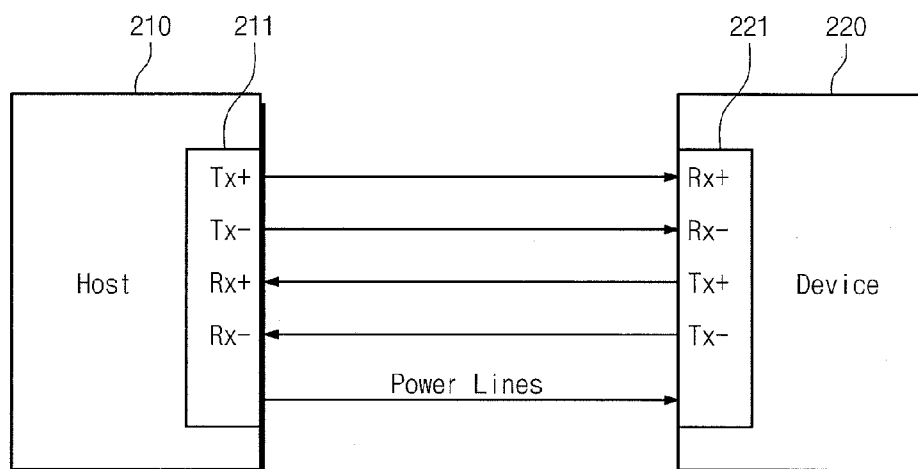 210 211 221 220
Tx+ Rx+
Tx- Rx-
Host Rx+ Tx+ Device
Rx- Tx-
Power Lines